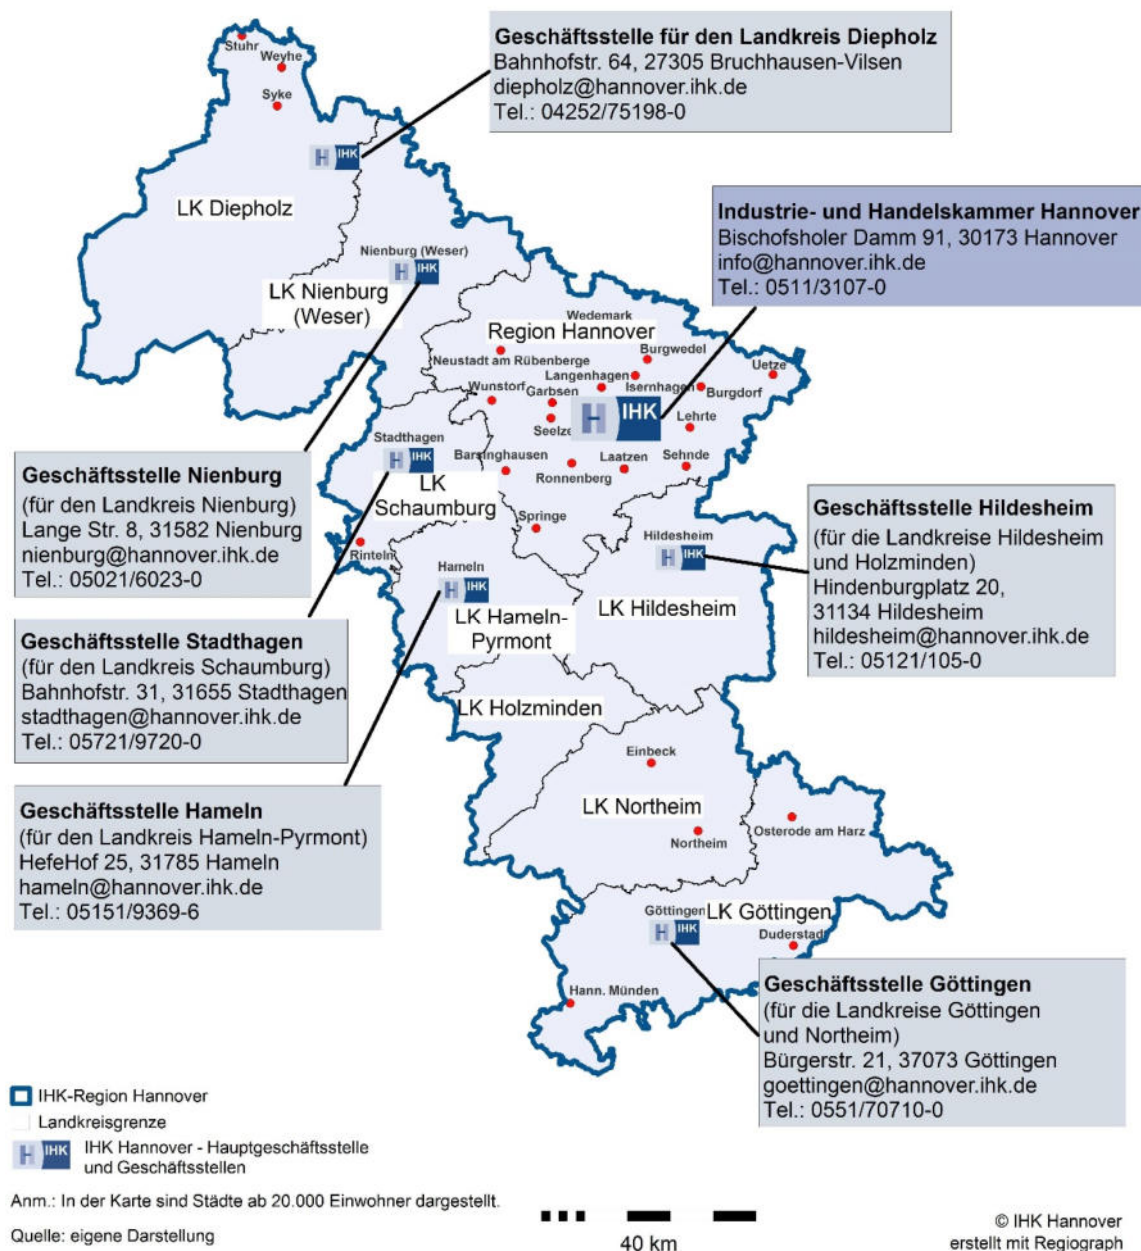 Geschäftsstelle für den Landkreis Diepholz
Bahnhofstr. 64, 27305 Bruchhausen-Vilsen
diepholz@hannover.ihk.de
Tel.: 04252/75198-0
Stuhr
Weyhe
Syke
H IHK
LK Diepholz
Industrie- und Handelskammer Hannover
Bischofsholer Damm 91, 30173 Hannover
info@hannover.ihk.de
Tel.: 0511/3107-0
Nienburg (Weser)
H IHK
LK Nienburg
(Weser)
Wedemark
Region Hannover
Burgwedel
Neustadt am Rübenberge
Langenhagen
Uetze
Wunstorf
Garbsen
Isernhagen
Burgdorf
H IHK
Seelze
Lehrte
Stadthagen
H IHK
Barsinghausen
Laatzen
Sehnde
Ronnenberg
LK
Schaumburg
Geschäftsstelle Nienburg
(für den Landkreis Nienburg)
Lange Str. 8, 31582 Nienburg
nienburg@hannover.ihk.de
Tel.: 05021/6023-0
Springe
Rinteln
Hildesheim
H IHK
Geschäftsstelle Hildesheim
(für die Landkreise Hildesheim
und Holzminden)
Hindenburgplatz 20,
31134 Hildesheim
hildesheim@hannover.ihk.de
Tel.: 05121/105-0
Hameln
H IHK
LK Hameln-
Pyrmont
LK Hildesheim
Geschäftsstelle Stadthagen
(für den Landkreis Schaumburg)
Bahnhofstr. 31, 31655 Stadthagen
stadthagen@hannover.ihk.de
Tel.: 05721/9720-0
LK Holzminden
Einbeck
LK Northeim
Northeim
Osterode am Harz
Geschäftsstelle Hameln
(für den Landkreis Hameln-Pyrmont)
HefeHof 25, 31785 Hameln
hameln@hannover.ihk.de
Tel.: 05151/9369-6
Göttingen
H IHK
LK Göttingen
Duderstadt
Hann. Münden
Geschäftsstelle Göttingen
(für die Landkreise Göttingen
und Northeim)
Bürgerstr. 21, 37073 Göttingen
goettingen@hannover.ihk.de
Tel.: 0551/70710-0
IHK-Region Hannover
Landkreisgrenze
H IHK
IHK Hannover - Hauptgeschäftsstelle
und Geschäftsstellen
Anm.: In der Karte sind Städte ab 20.000 Einwohner dargestellt.
Quelle: eigene Darstellung
40 km
© IHK Hannover
erstellt mit Regiograph